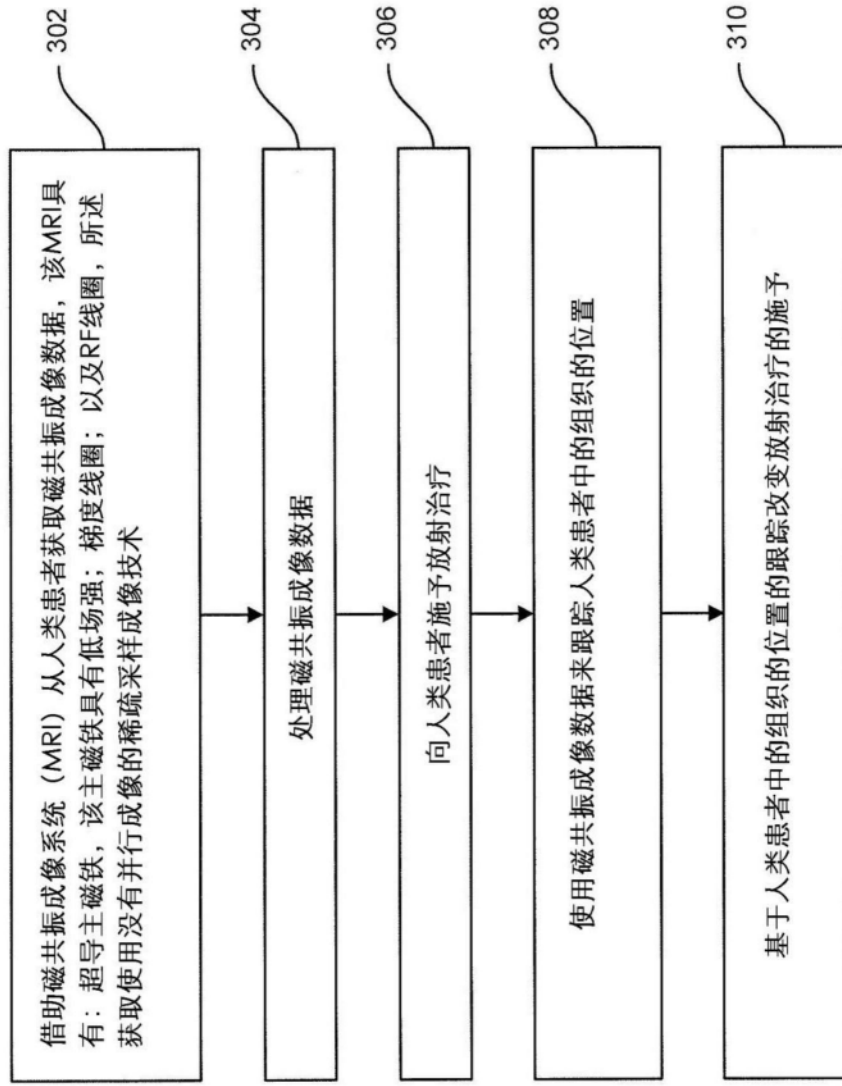 借助磁共振成像系统（MRI）从人类患者获取磁共振成像数据，该MRI具
有：超导主磁铁，该主磁铁具有低场强；梯度线圈；以及RF线圈，所述
获取使用没有并行成像的稀疏采样成像技术
302
处理磁共振成像数据
304
向人类患者施予放射治疗
306
使用磁共振成像数据来跟踪人类患者中的组织的位置
308
基于人类患者中的组织的位置的跟踪改变放射治疗的施予
310